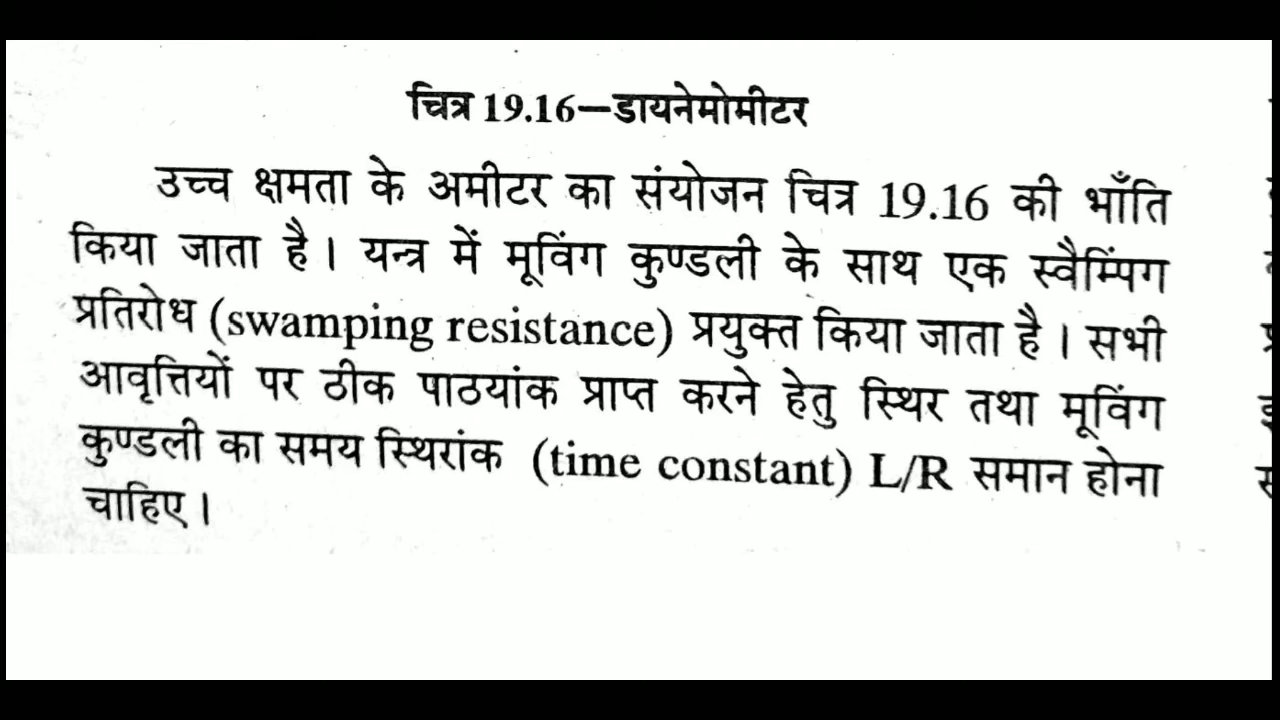 चित्र 19.16—डायनेमोमीटर
उच्च क्षमता के अमीटर का संयोजन चित्र 19.16 की भाँति
किया जाता है। यन्त्र में मूविंग कुण्डली के साथ एक स्वैम्पिंग
प्रतिरोध (swamping resistance) प्रयुक्त किया जाता है। सभी
आवृत्तियों पर ठीक पाठयांक प्राप्त करने हेतु स्थिर तथा मूविंग
कुण्डली का समय स्थिरांक (time constant) L/R समान होना
चाहिए।